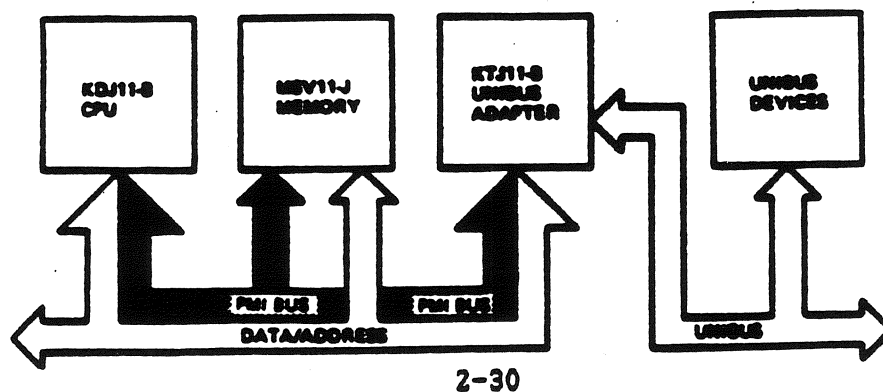 KDJ11-B
CPU
MSV11-J
MEMORY
KTJ11-B
UNIBUS
ADAPTER
UNIBUS
DEVICES
PMI BUS
PMI BUS
DATA/ADDRESS
UNIBUS
2-30